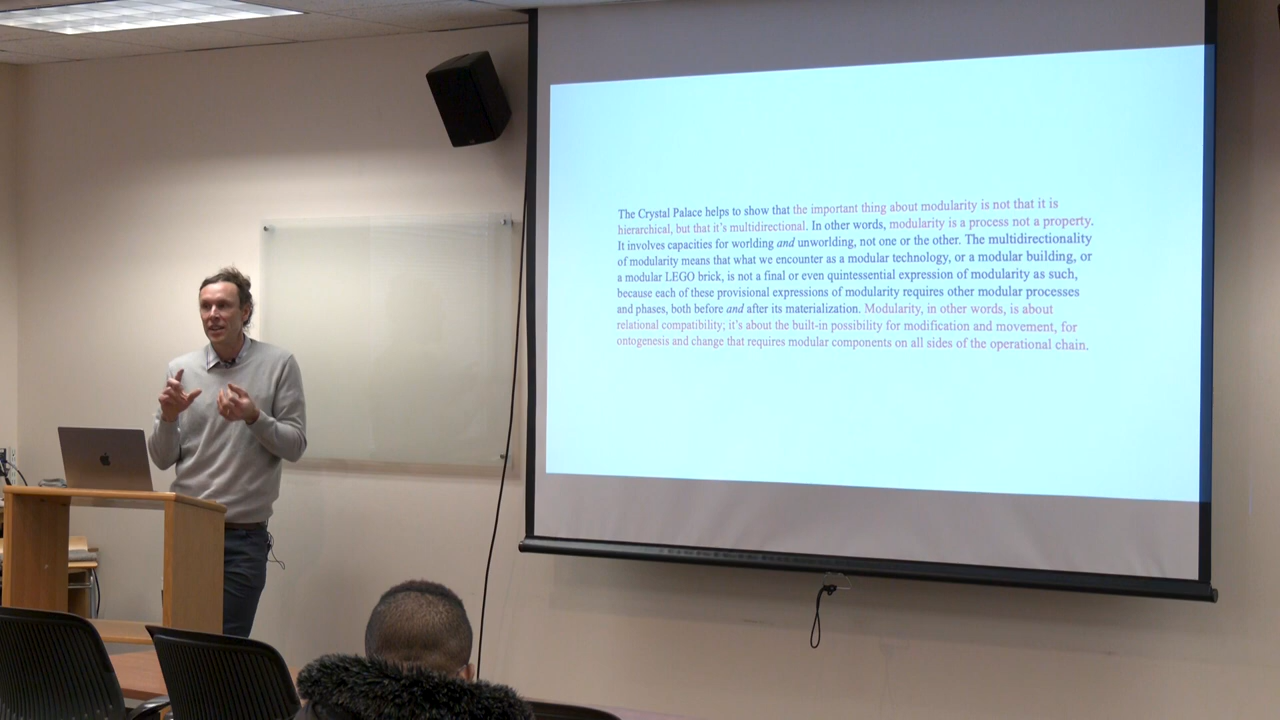 The Crystal Palace helps to show that the important thing about modularity is not that it is
hierarchical, but that it's multidirectional. In other words, modularity is a process not a property.
It involves capacities for worlding and unworlding, not one or the other. The multidirectionality
of modularity means that what we encounter as a modular technology, or a modular building, or
a modular LEGO brick, is not a final or even quintessential expression of modularity as such,
because each of these provisional expressions of modularity requires other modular processes
and phases, both before and after its materialization. Modularity, in other words, is about
relational compatibility; it's about the built-in possibility for modification and movement, for
ontogenesis and change that requires modular components on all sides of the operational chain.